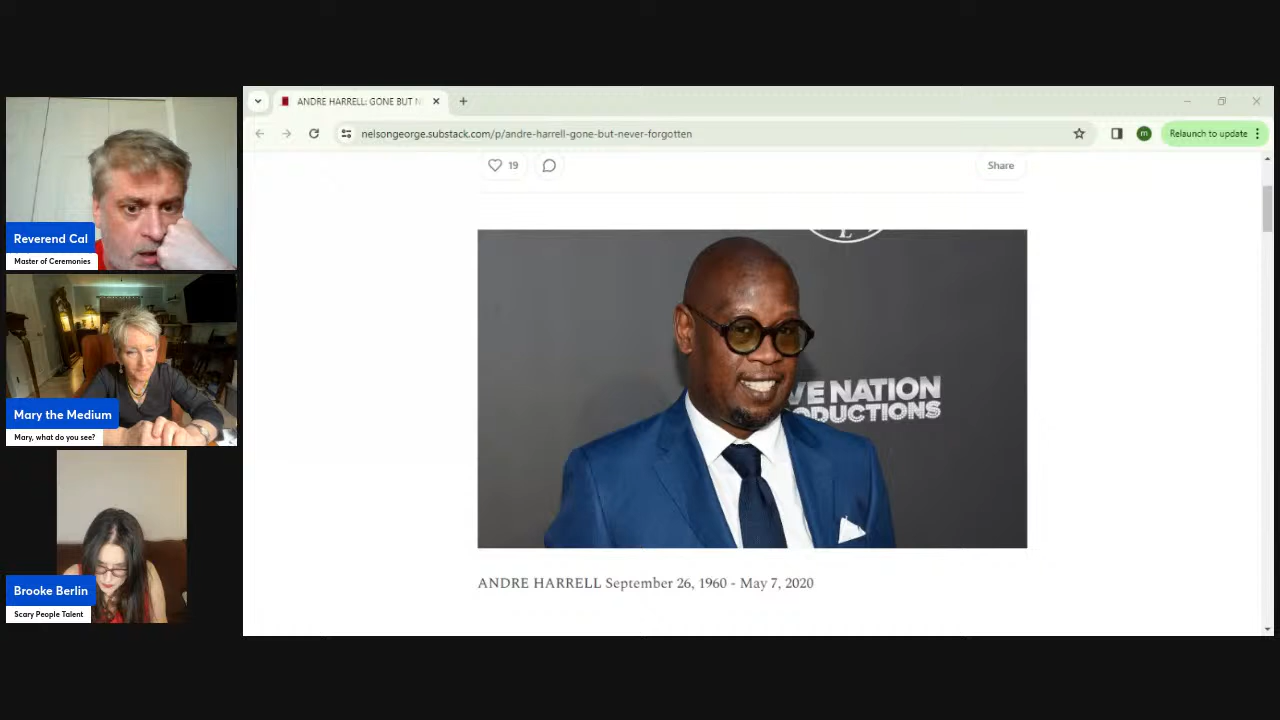 Reverend Cal
Master of Ceremonies
Mary the Medium
Mary, what do you see?
Brooke Berlin
Scary People Talent
ANDRE HARRELL: GONE BUT N
nelsongeorge.substack.com/p/andre-harrell-gone-but-never-forgotten
Relaunch to update
19
Share
L
VE NATION
ODUCTIONS
ANDRE HARRELL September 26, 1960 - May 7, 2020